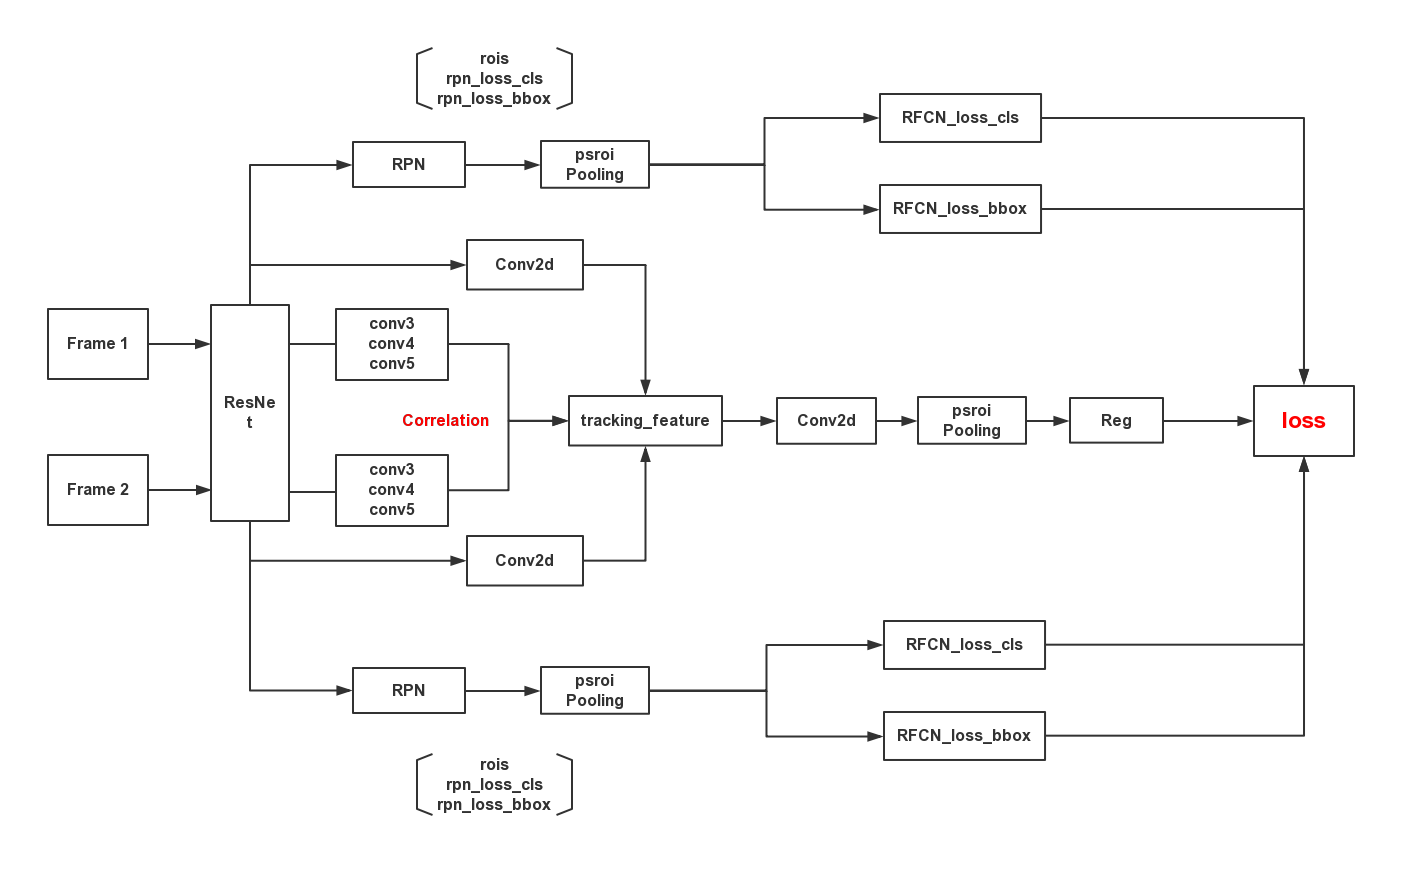 rois
rpn_loss_cls
rpn_loss_bbox
RFCN_loss_cls
RPN
psroi
Pooling
RFCN_loss_bbox
Conv2d
Frame 1
ResNe
t
conv3
conv4
conv5
Correlation
tracking_feature
Conv2d
psroi
Pooling
Reg
loss
Frame 2
conv3
conv4
conv5
Conv2d
RFCN_loss_cls
RPN
psroi
Pooling
RFCN_loss_bbox
rois
rpn_loss_cls
rpn_loss_bbox